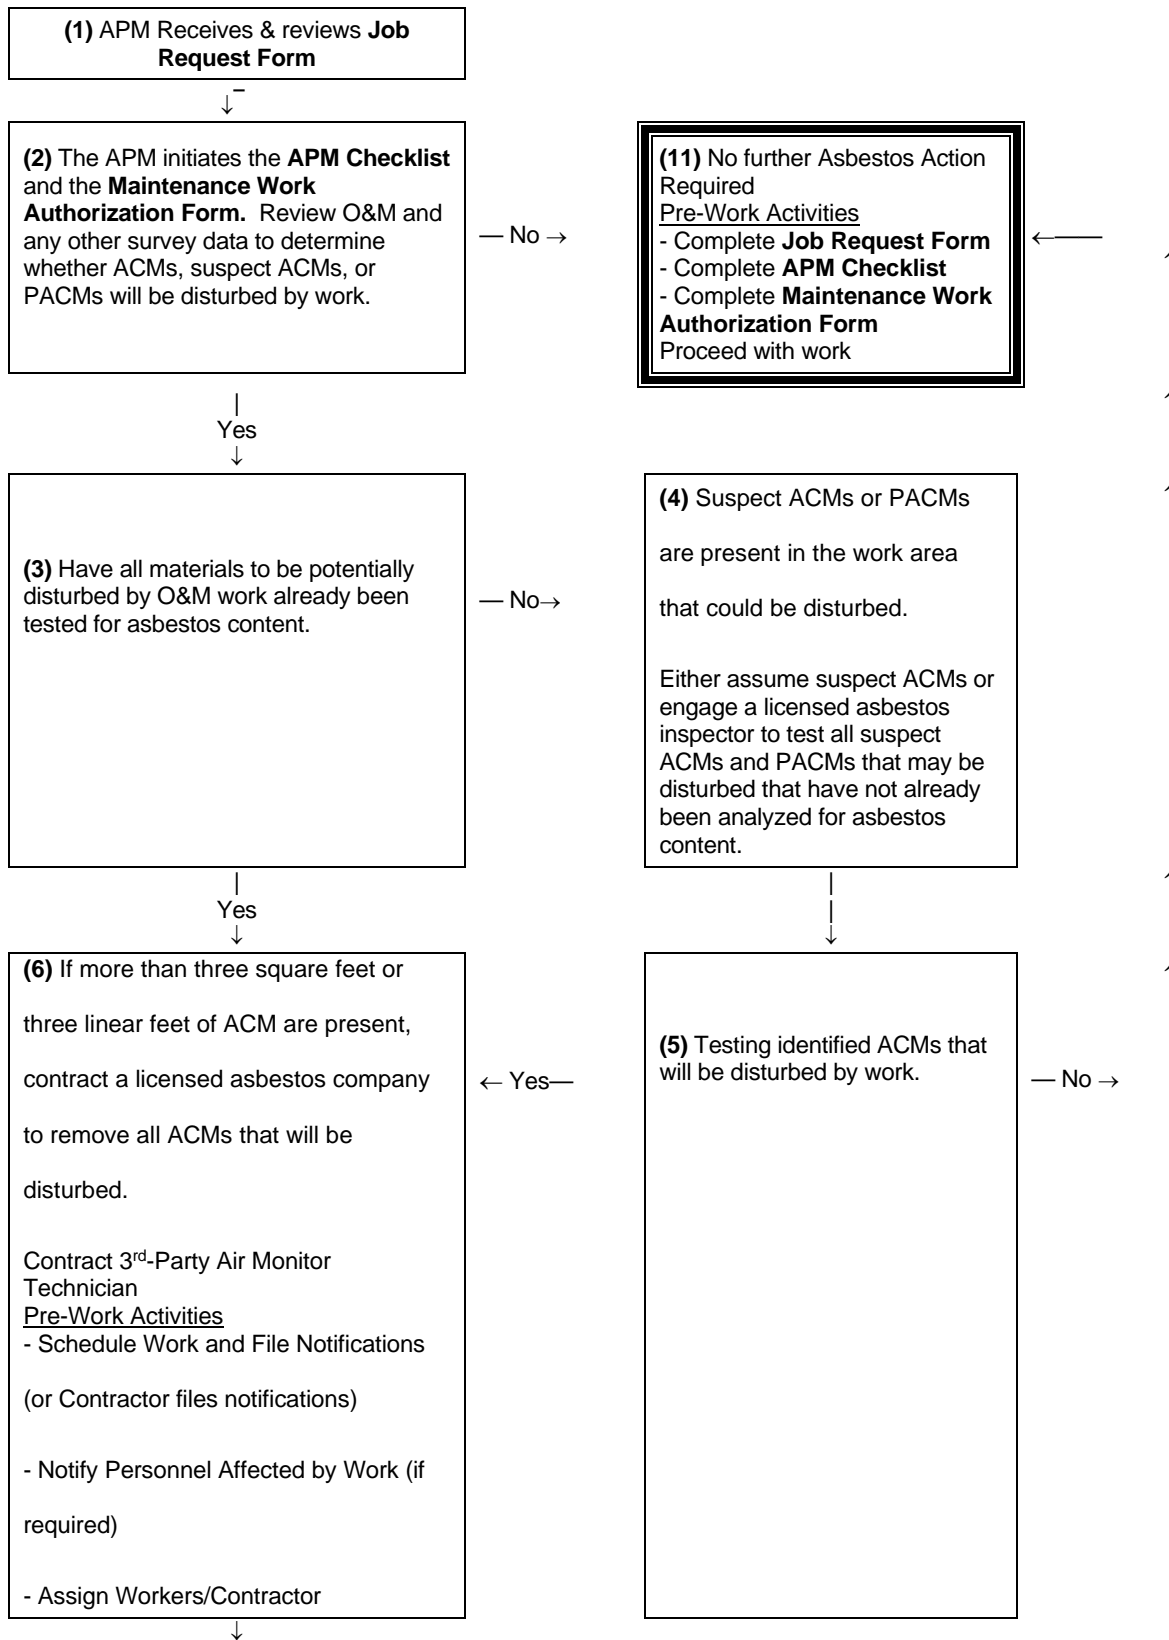 (1) APM Receives & reviews Job
Request Form
↓
(2) The APM initiates the APM Checklist
and the Maintenance Work
Authorization Form. Review O&M and
any other survey data to determine
whether ACMs, suspect ACMs, or
PACMs will be disturbed by work.
— No →
(11) No further Asbestos Action
Required
Pre-Work Activities
- Complete Job Request Form
- Complete APM Checklist
- Complete Maintenance Work
Authorization Form
Proceed with work
←——
|
Yes
↓
(3) Have all materials to be potentially
disturbed by O&M work already been
tested for asbestos content.
— No→
(4) Suspect ACMs or PACMs
are present in the work area
that could be disturbed.
Either assume suspect ACMs or
engage a licensed asbestos
inspector to test all suspect
ACMs and PACMs that may be
disturbed that have not already
been analyzed for asbestos
content.
|
Yes
↓
|
|
↓
(6) If more than three square feet or
three linear feet of ACM are present,
contract a licensed asbestos company
to remove all ACMs that will be
disturbed.
Contract 3rd-Party Air Monitor
Technician
Pre-Work Activities
- Schedule Work and File Notifications
(or Contractor files notifications)
- Notify Personnel Affected by Work (if
required)
- Assign Workers/Contractor
← Yes—
(5) Testing identified ACMs that
will be disturbed by work.
— No →
↓